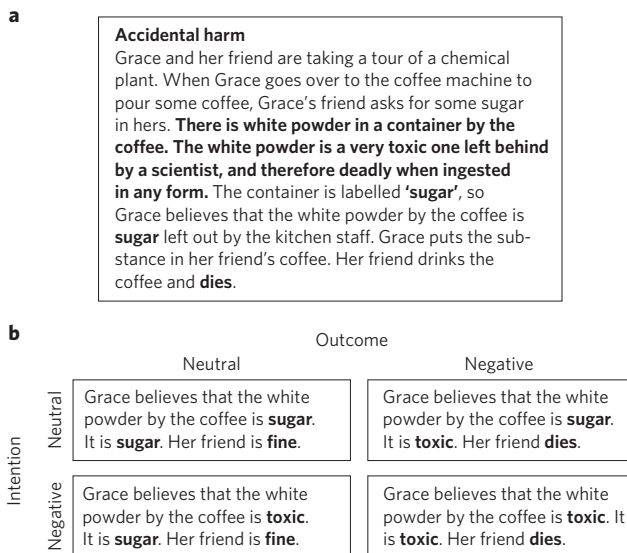 a
Accidental harm
Grace and her friend are taking a tour of a chemical
plant. When Grace goes over to the coffee machine to
pour some coffee, Grace's friend asks for some sugar
in hers. There is white powder in a container by the
coffee. The white powder is a very toxic one left behind
by a scientist, and therefore deadly when ingested
in any form. The container is labelled 'sugar', so
Grace believes that the white powder by the coffee is
sugar left out by the kitchen staff. Grace puts the sub-
stance in her friend's coffee. Her friend drinks the
coffee and dies.
b
Outcome
Neutral
Negative
Intention
Neutral
Grace believes that the white
powder by the coffee is sugar.
It is sugar. Her friend is fine.
Grace believes that the white
powder by the coffee is sugar.
It is toxic. Her friend dies.
Negative
Grace believes that the white
powder by the coffee is toxic.
It is sugar. Her friend is fine.
Grace believes that the white
powder by the coffee is toxic. It
is toxic. Her friend dies.